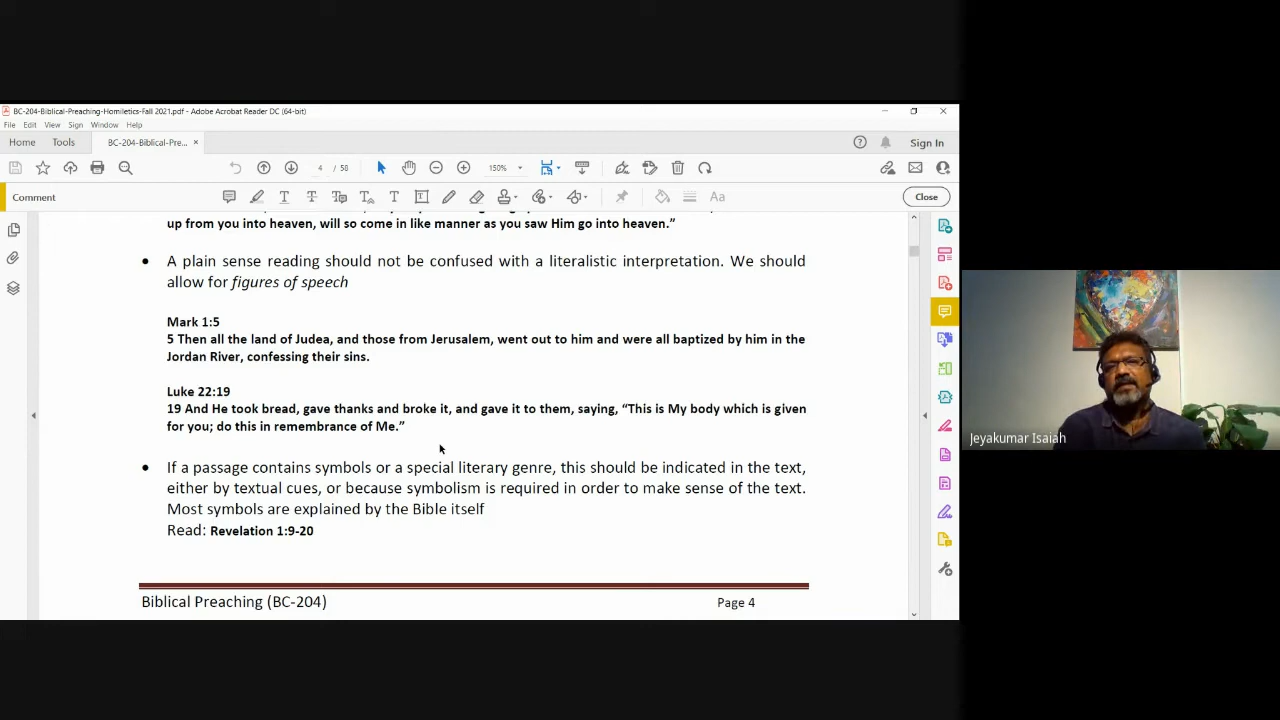 BC-204-Biblical-Preaching-Homiletics-Fall 2021.pdf - Adobe Acrobat Reader DC (64-bit)
File Edit View Sign Window Help
Home Tools BC-204-Biblical-Pre... × Sign In
4 / 58 150%
Comment Aa Close
up from you into heaven, will so come in like manner as you saw Him go into heaven.”
• A plain sense reading should not be confused with a literalistic interpretation. We should
allow for figures of speech
Mark 1:5
5 Then all the land of Judea, and those from Jerusalem, went out to him and were all baptized by him in the
Jordan River, confessing their sins.
Luke 22:19
19 And He took bread, gave thanks and broke it, and gave it to them, saying, “This is My body which is given
for you; do this in remembrance of Me.”
• If a passage contains symbols or a special literary genre, this should be indicated in the text,
either by textual cues, or because symbolism is required in order to make sense of the text.
Most symbols are explained by the Bible itself
Read: Revelation 1:9-20
Biblical Preaching (BC-204) Page 4
Jeyakumar Isaiah